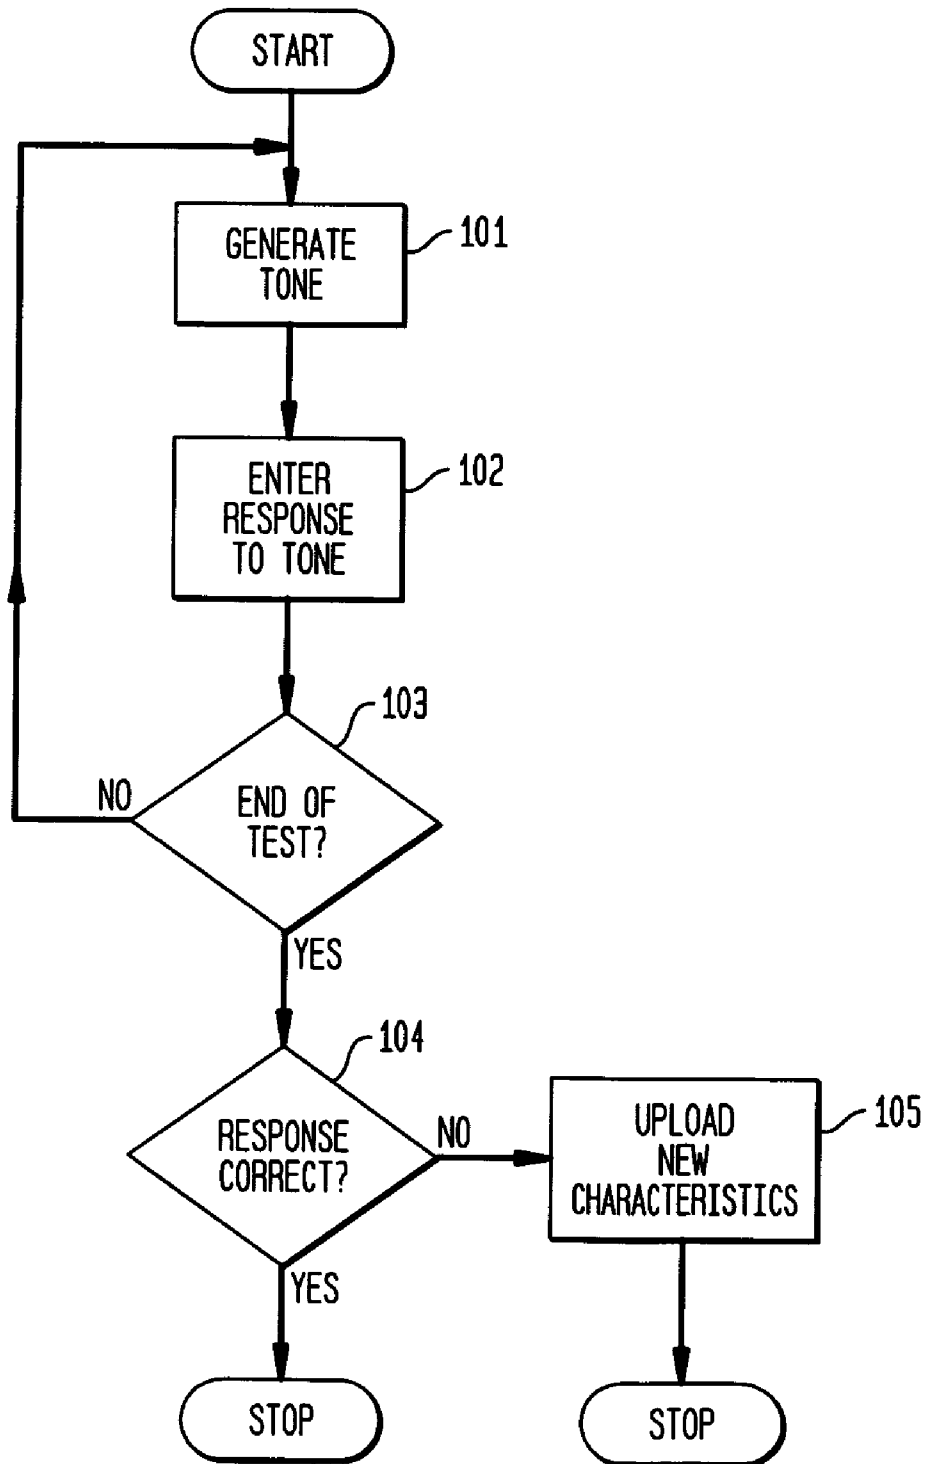 START
GENERATE
TONE
101
ENTER
RESPONSE
TO TONE
102
103
NO
END OF
TEST?
YES
104
RESPONSE
CORRECT?
NO
UPLOAD
NEW
CHARACTERISTICS
105
YES
STOP
STOP